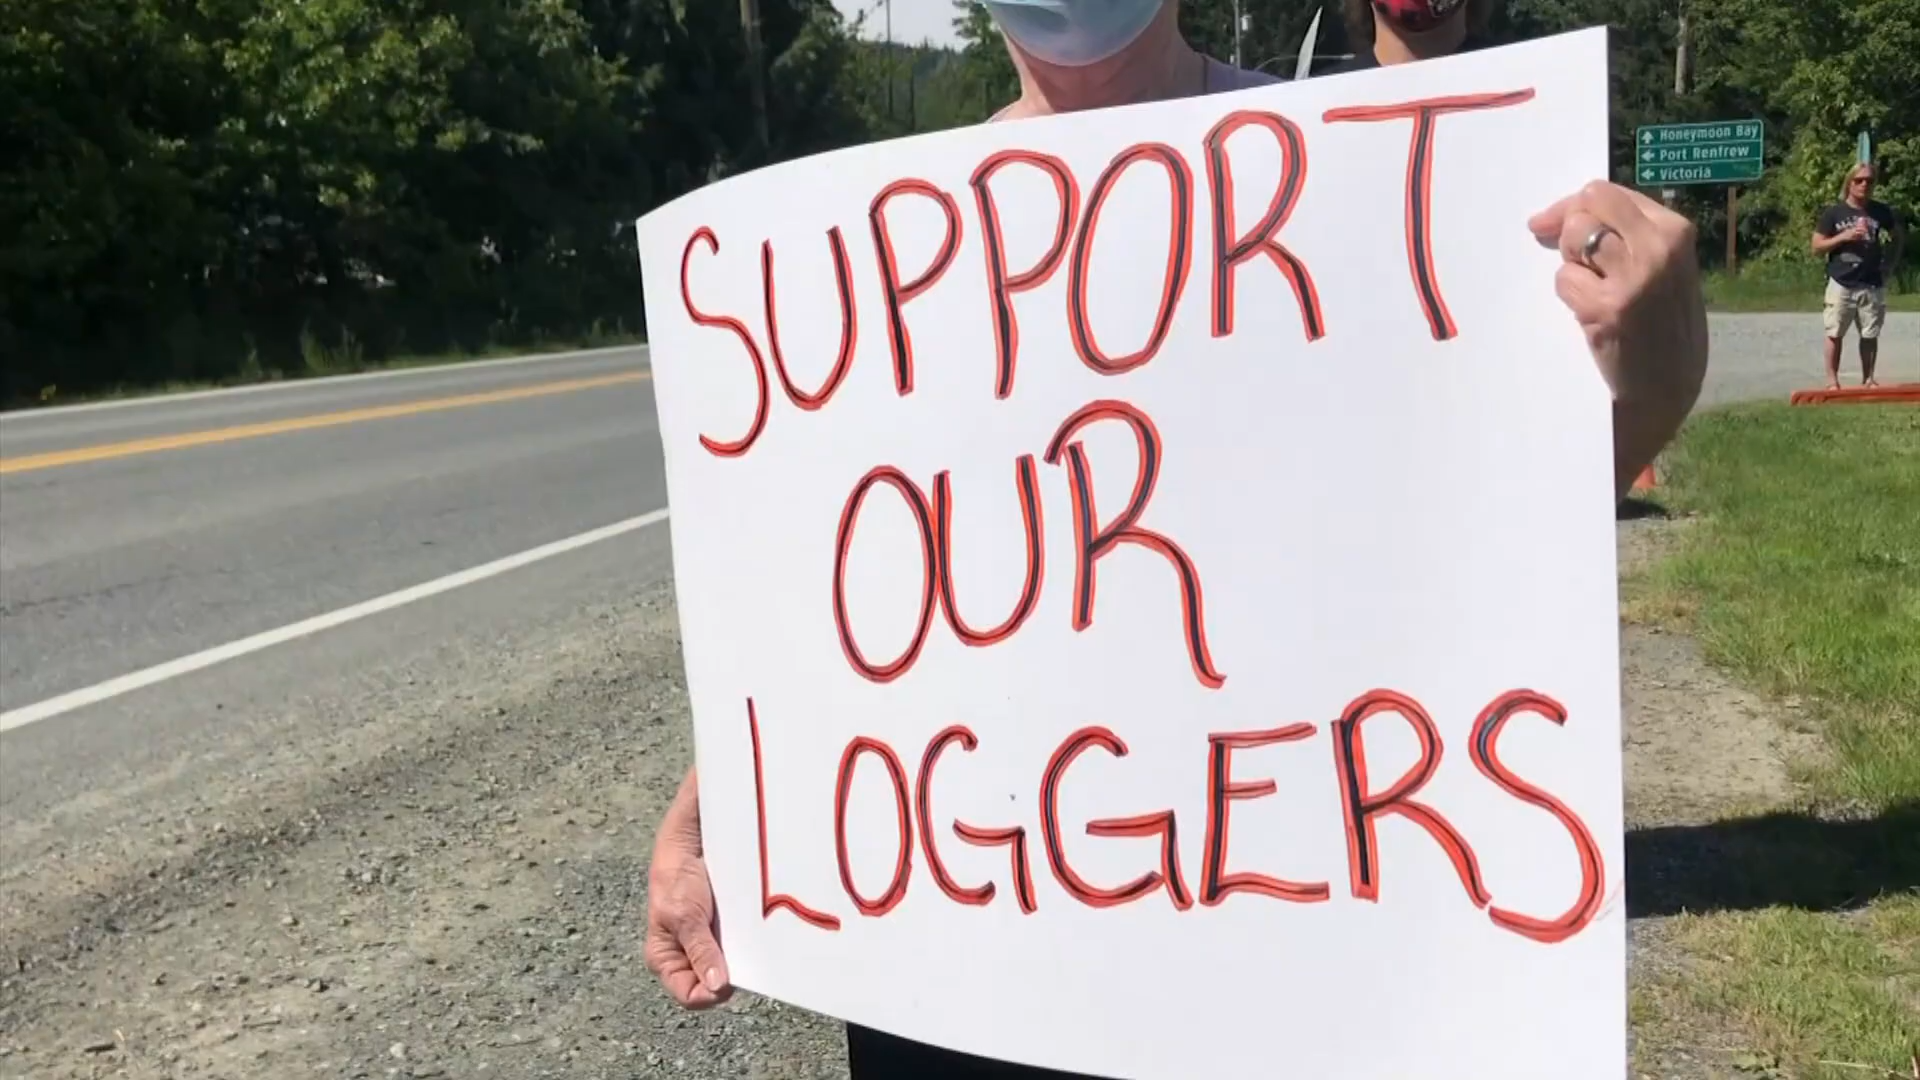 SUPPORT
OUR
LOGGERS
Honeymoon Bay
Port Renfrew
Victoria